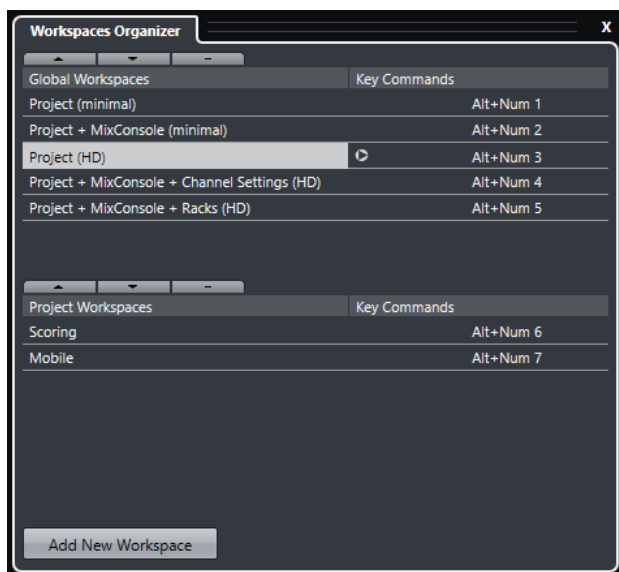 Workspaces Organizer X
Global Workspaces Key Commands
Project (minimal) Alt+Num 1
Project + MixConsole (minimal) Alt+Num 2
Project (HD) Alt+Num 3
Project + MixConsole + Channel Settings (HD) Alt+Num 4
Project + MixConsole + Racks (HD) Alt+Num 5
Project Workspaces Key Commands
Scoring Alt+Num 6
Mobile Alt+Num 7
Add New Workspace